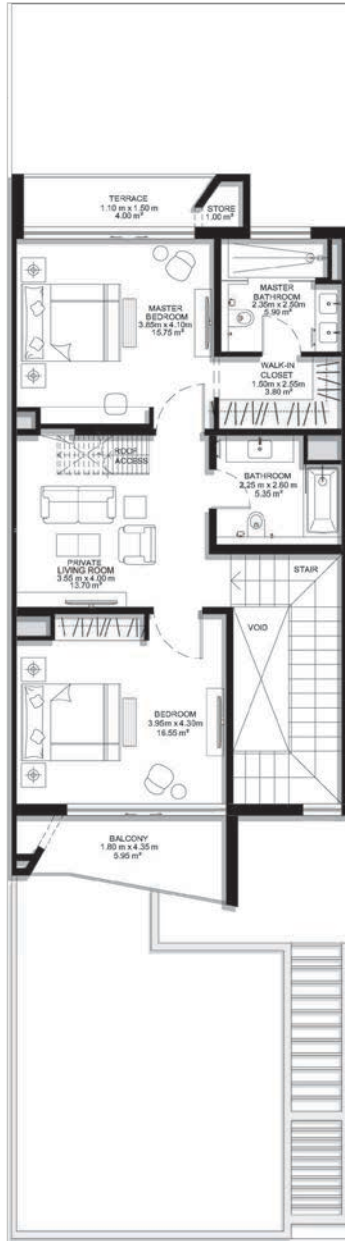 TERRACE
1.10 m x 1.50 m
4.00 m²
STORE
1.00 m²
MASTER
BATHROOM
2.35m x 2.50m
5.90 m²
MASTER
BEDROOM
3.85m x 4.10m
15.75 m²
WALK-IN
CLOSET
1.50m x 2.55m
3.80 m²
ROOF
ACCESS
BATHROOM
2.25 m x 2.60 m
5.35 m²
PRIVATE
LIVING ROOM
3.55 m x 4.00 m
13.70 m²
STAIR
VOID
BEDROOM
3.95m x 4.30m
16.55 m²
BALCONY
1.80 m x 4.35 m
5.95 m²